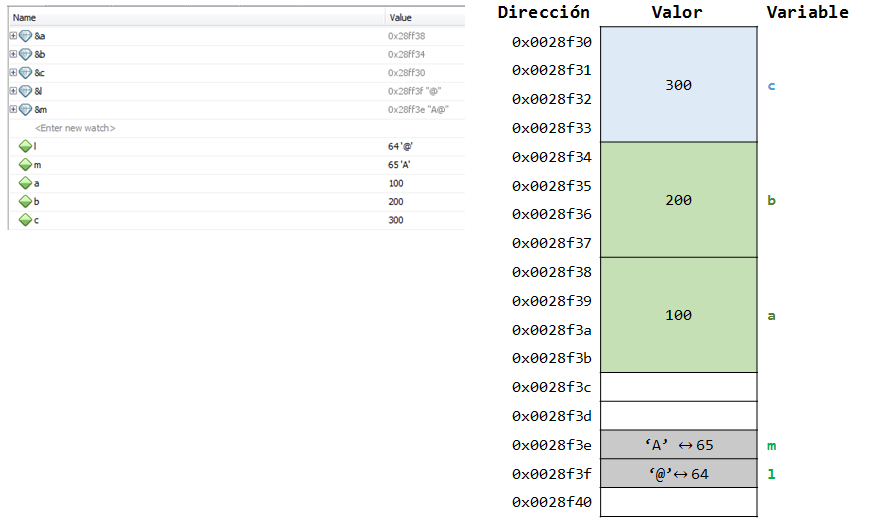 Name Value
&a 0x28ff38
&b 0x28ff34
&c 0x28ff30
&l 0x28ff3f "@"
&m 0x28ff3e "A@"
<Enter new watch>
l 64 '@'
m 65 'A'
a 100
b 200
c 300
Dirección Valor Variable
0x0028f30
0x0028f31
300 c
0x0028f32
0x0028f33
0x0028f34
0x0028f35
200 b
0x0028f36
0x0028f37
0x0028f38
0x0028f39
100 a
0x0028f3a
0x0028f3b
0x0028f3c
0x0028f3d
0x0028f3e ‘A’ ↔65 m
0x0028f3f ‘@’↔64 l
0x0028f40